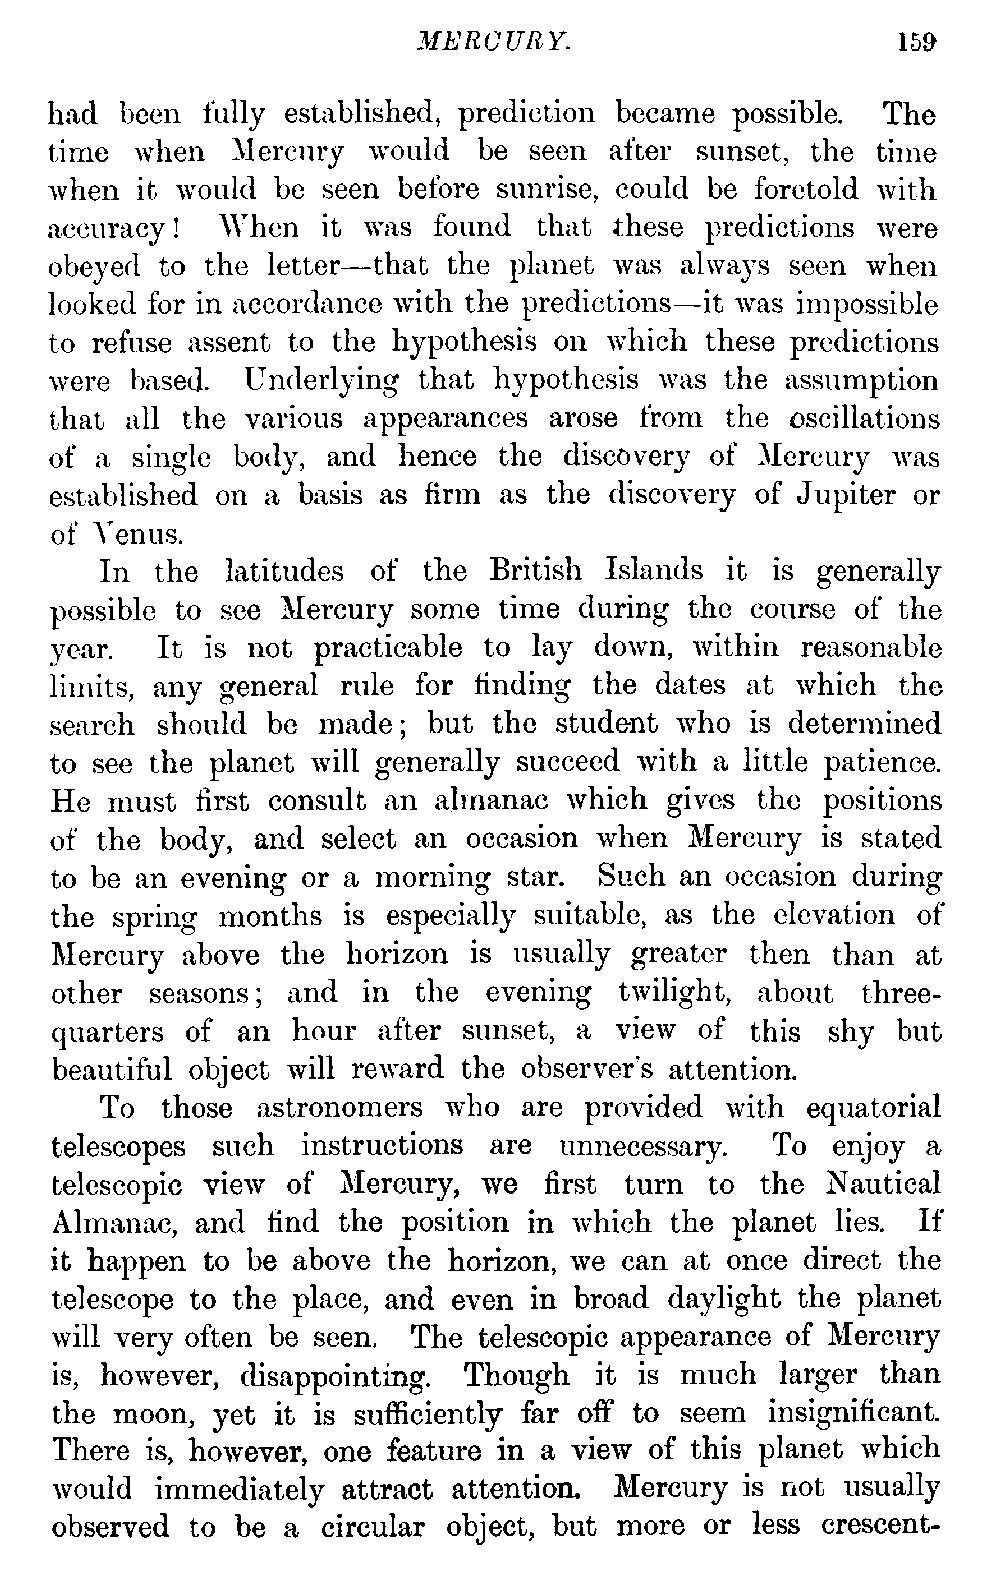 MERCURY. 159
had been fully established, prediction became possible. The
time when Mercury would be seen after sunset, the time
when it would be seen before sunrise, could be foretold with
accuracy! When it was found that these predictions were
obeyed to the letter—that the planet was always seen when
looked for in accordance with the predictions—it was impossible
to refuse assent to the hypothesis on which these predictions
were based. Underlying that hypothesis was the assumption
that all the various appearances arose from the oscillations
of a single body, and hence the discovery of Mercury was
established on a basis as firm as the discovery of Jupiter or
of Venus.
In the latitudes of the British Islands it is generally
possible to see Mercury some time during the course of the
year. It is not practicable to lay down, within reasonable
limits, any general rule for finding the dates at which the
search should be made; but the student who is determined
to see the planet will generally succeed with a little patience.
He must first consult an almanac which gives the positions
of the body, and select an occasion when Mercury is stated
to be an evening or a morning star. Such an occasion during
the spring months is especially suitable, as the elevation of
Mercury above the horizon is usually greater then than at
other seasons; and in the evening twilight, about three-
quarters of an hour after sunset, a view of this shy but
beautiful object will reward the observer's attention.
To those astronomers who are provided with equatorial
telescopes such instructions are unnecessary. To enjoy a
telescopic view of Mercury, we first turn to the Nautical
Almanac, and find the position in which the planet lies. If
it happen to be above the horizon, we can at once direct the
telescope to the place, and even in broad daylight the planet
will very often be seen. The telescopic appearance of Mercury
is, however, disappointing. Though it is much larger than
the moon, yet it is sufficiently far off to seem insignificant.
There is, however, one feature in a view of this planet which
would immediately attract attention. Mercury is not usually
observed to be a circular object, but more or less crescent-